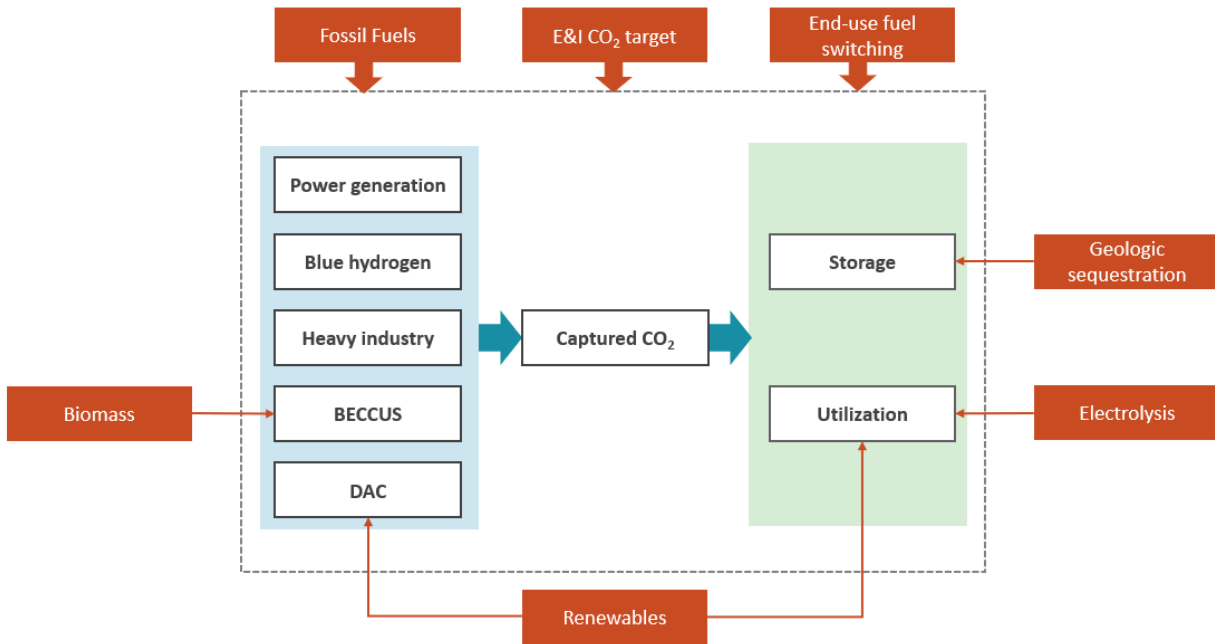 Fossil Fuels
E&I CO₂ target
End-use fuel
switching
Power generation
Blue hydrogen
Storage
Geologic
sequestration
Heavy industry
Captured CO₂
Biomass
BECCUS
Utilization
Electrolysis
DAC
Renewables